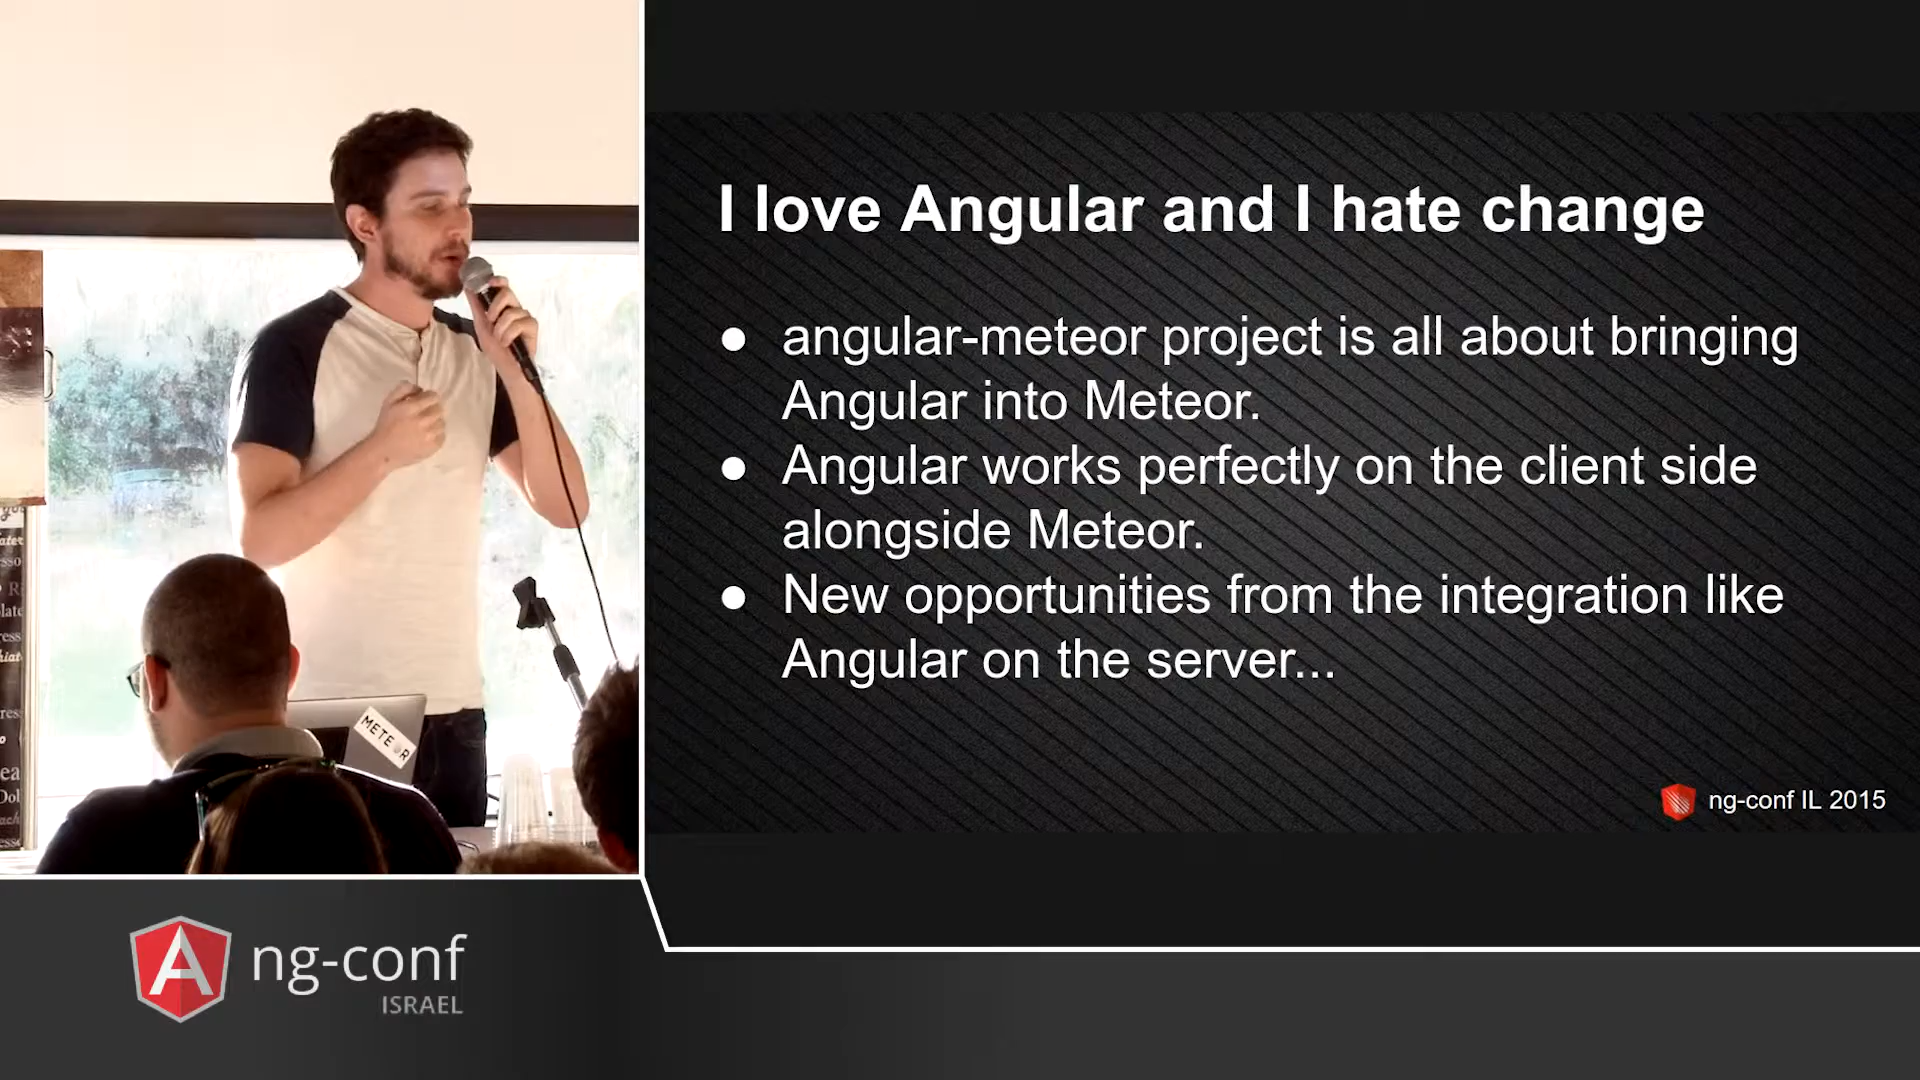 I love Angular and I hate change
● angular-meteor project is all about bringing
Angular into Meteor.
● Angular works perfectly on the client side
alongside Meteor.
● New opportunities from the integration like
Angular on the server...
ng-conf IL 2015
METEOR
A ng-conf
ISRAEL